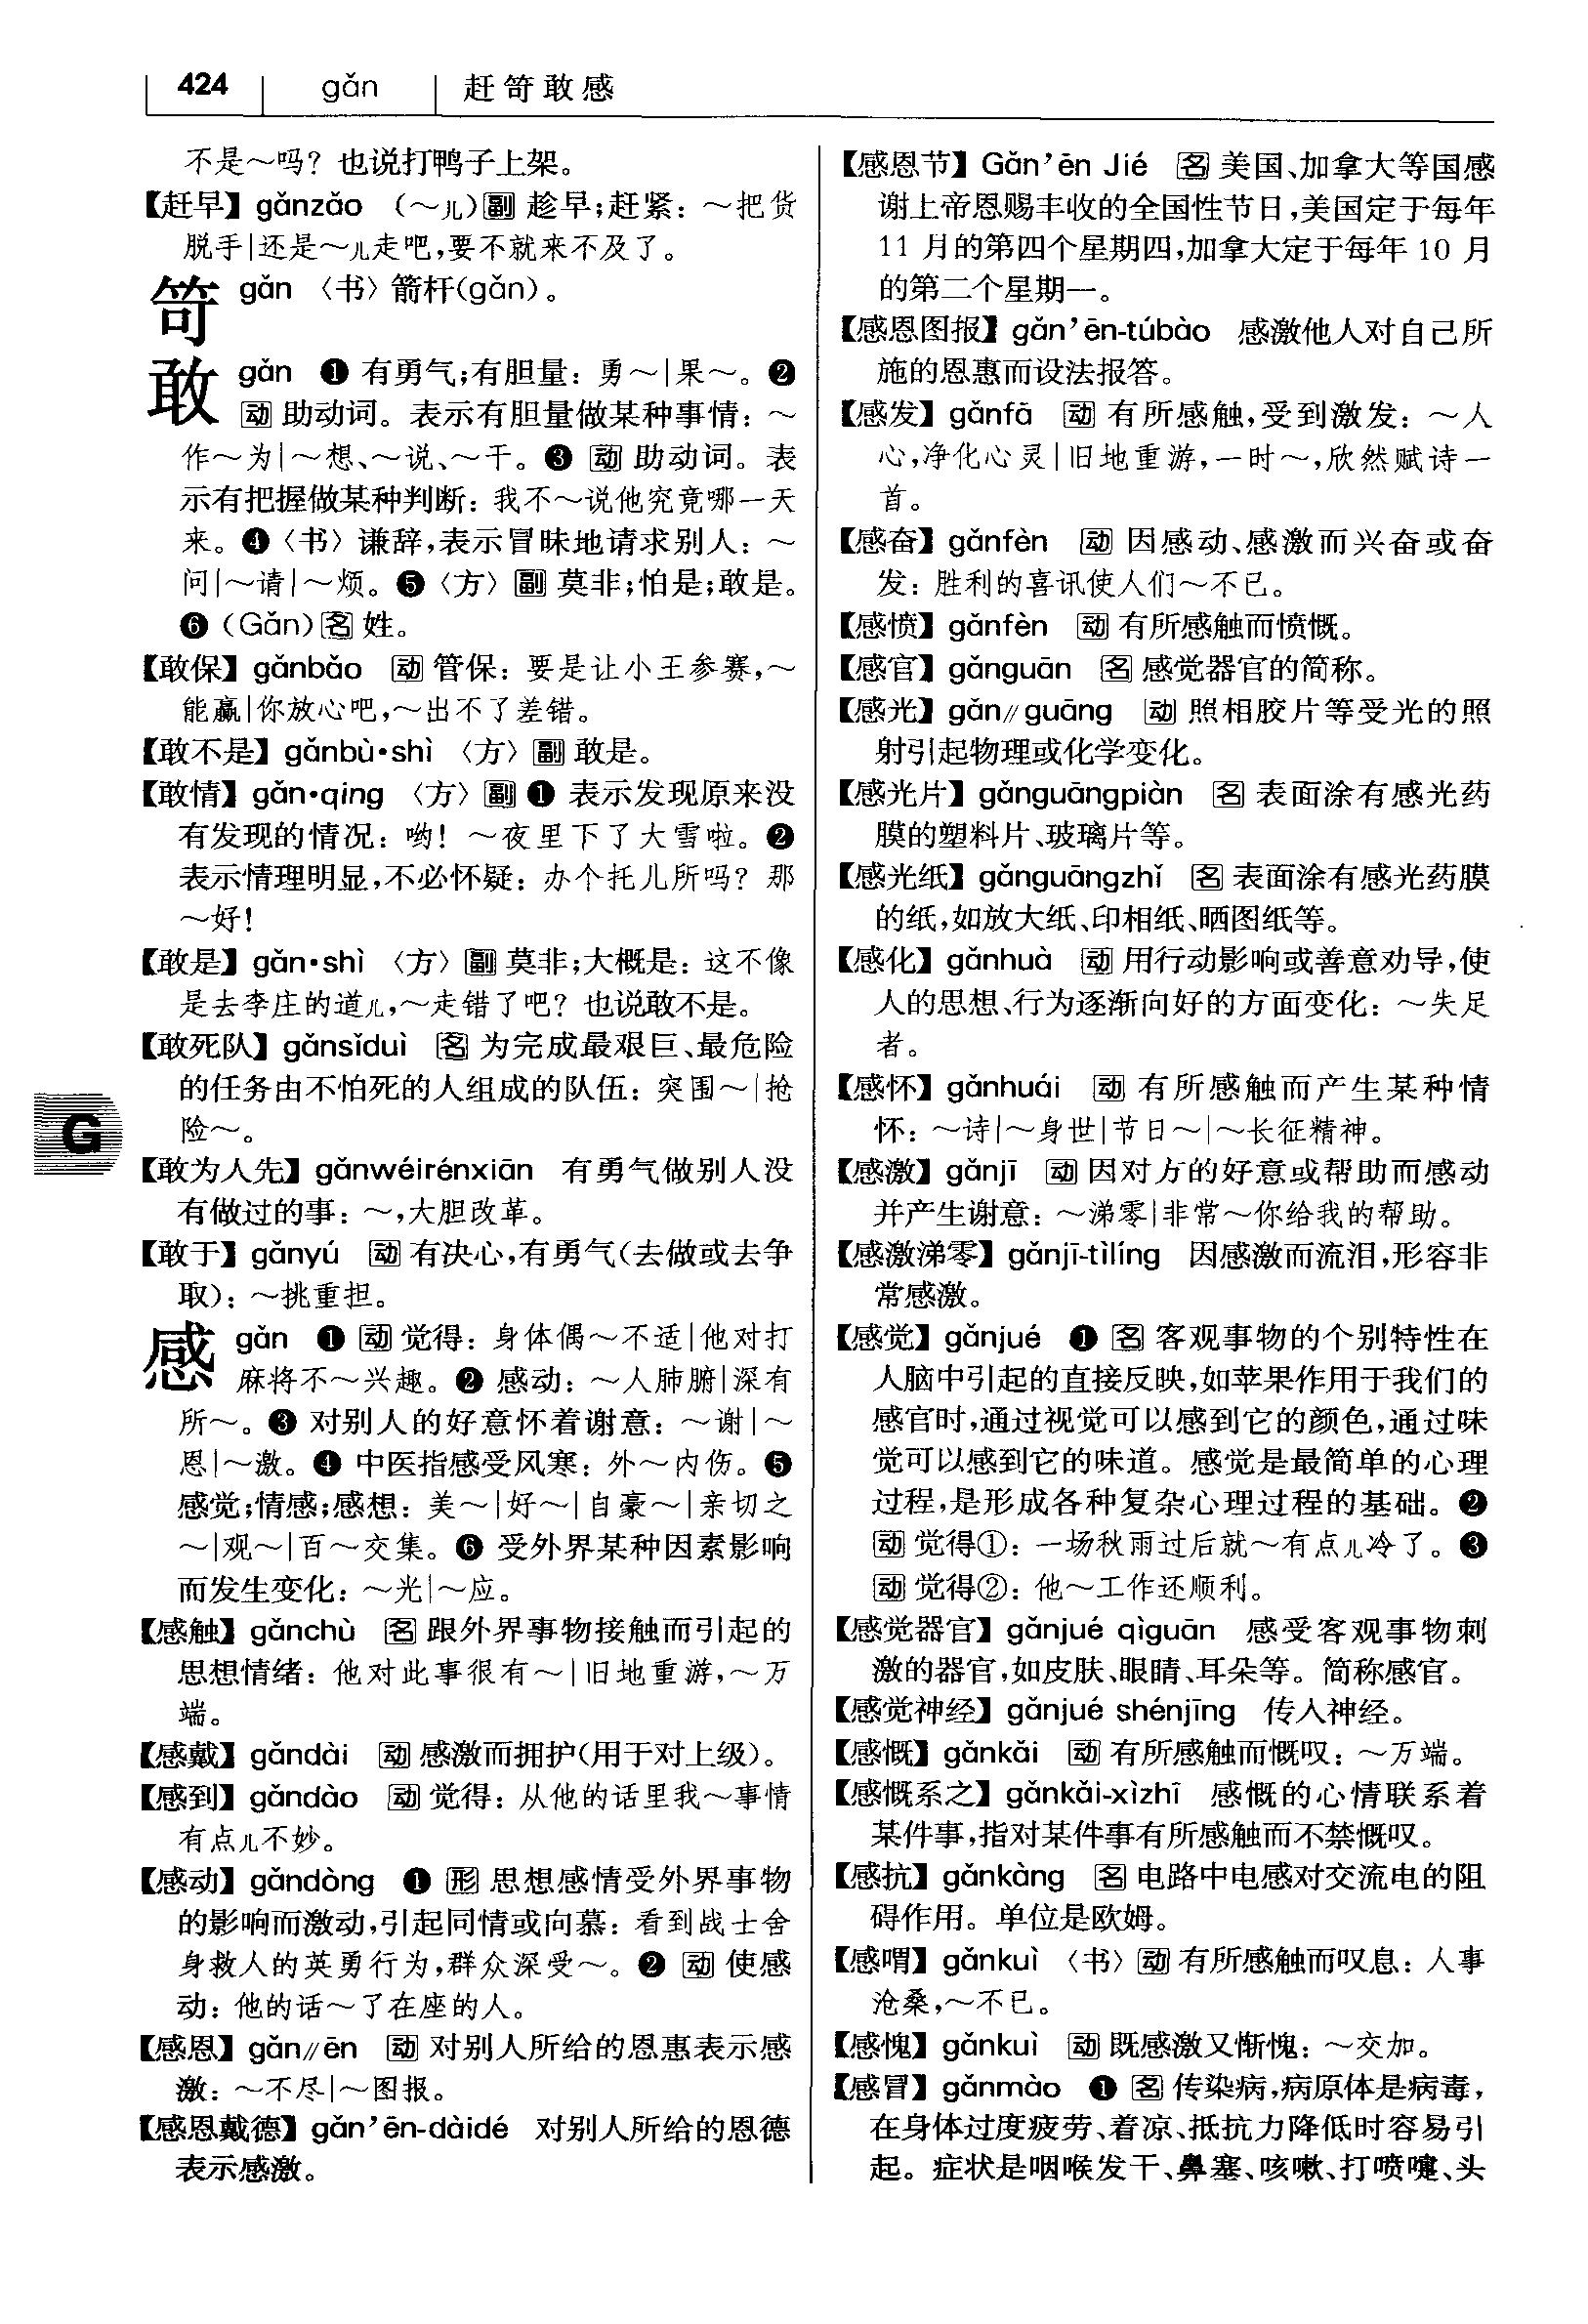 424 gǎn 赶笴敢感
不是～吗？也说打鸭子上架。
【赶早】gǎnzǎo （～儿）副 趁早；赶紧：～把货
脱手|还是～儿走吧，要不就来不及了。
笴 gǎn 〈书〉箭杆（gǎn）。
敢 gǎn ❶ 有勇气；有胆量：勇～|果～。❷
动 助动词。表示有胆量做某种事情：～
作～为|～想、～说、～干。❸ 动 助动词。表
示有把握做某种判断：我不～说他究竟哪一天
来。❹〈书〉谦辞，表示冒昧地请求别人：～
问|～请|～烦。❺〈方〉副 莫非；怕是；敢是。
❻（Gǎn）名 姓。
【敢保】gǎnbǎo 动 管保：要是让小王参赛，～
能赢|你放心吧，～出不了差错。
【敢不是】gǎnbù•shì 〈方〉副 敢是。
【敢情】gǎn•qing 〈方〉副 ❶ 表示发现原来没
有发现的情况：哟！～夜里下了大雪啦。❷
表示情理明显，不必怀疑：办个托儿所吗？那
～好！
【敢是】gǎn•shì 〈方〉副 莫非；大概是：这不像
是去李庄的道儿，～走错了吧？也说敢不是。
【敢死队】gǎnsǐduì 名 为完成最艰巨、最危险
的任务由不怕死的人组成的队伍：突围～|抢
险～。
【敢为人先】gǎnwéirénxiān 有勇气做别人没
有做过的事：～，大胆改革。
【敢于】gǎnyú 动 有决心，有勇气（去做或去争
取）：～挑重担。
感 gǎn ❶ 动 觉得：身体偶～不适|他对打
麻将不～兴趣。❷ 感动：～人肺腑|深有
所～。❸ 对别人的好意怀着谢意：～谢|～
恩|～激。❹ 中医指感受风寒：外～内伤。❺
感觉；情感；感想：美～|好～|自豪～|亲切之
～|观～|百～交集。❻ 受外界某种因素影响
而发生变化：～光|～应。
【感触】gǎnchù 名 跟外界事物接触而引起的
思想情绪：他对此事很有～|旧地重游，～万
端。
【感戴】gǎndài 动 感激而拥护（用于对上级）。
【感到】gǎndào 动 觉得：从他的话里我～事情
有点儿不妙。
【感动】gǎndòng ❶ 形 思想感情受外界事物
的影响而激动，引起同情或向慕：看到战士舍
身救人的英勇行为，群众深受～。❷ 动 使感
动：他的话～了在座的人。
【感恩】gǎn//ēn 动 对别人所给的恩惠表示感
激：～不尽|～图报。
【感恩戴德】gǎn’ēn-dàidé 对别人所给的恩德
表示感激。
【感恩节】Gǎn’ēn Jié 名 美国、加拿大等国感
谢上帝恩赐丰收的全国性节日，美国定于每年
11 月的第四个星期四，加拿大定于每年 10 月
的第二个星期一。
【感恩图报】gǎn’ēn-túbào 感激他人对自己所
施的恩惠而设法报答。
【感发】gǎnfā 动 有所感触，受到激发：～人
心，净化心灵|旧地重游，一时～，欣然赋诗一
首。
【感奋】gǎnfèn 动 因感动、感激而兴奋或奋
发：胜利的喜讯使人们～不已。
【感愤】gǎnfèn 动 有所感触而愤慨。
【感官】gǎnguān 名 感觉器官的简称。
【感光】gǎn//guāng 动 照相胶片等受光的照
射引起物理或化学变化。
【感光片】gǎnguāngpiàn 名 表面涂有感光药
膜的塑料片、玻璃片等。
【感光纸】gǎnguāngzhǐ 名 表面涂有感光药膜
的纸，如放大纸、印相纸、晒图纸等。
【感化】gǎnhuà 动 用行动影响或善意劝导，使
人的思想、行为逐渐向好的方面变化：～失足
者。
【感怀】gǎnhuái 动 有所感触而产生某种情
怀：～诗|～身世|节日～|～长征精神。
【感激】gǎnjī 动 因对方的好意或帮助而感动
并产生谢意：～涕零|非常～你给我的帮助。
【感激涕零】gǎnjī-tìlíng 因感激而流泪，形容非
常感激。
【感觉】gǎnjué ❶ 名 客观事物的个别特性在
人脑中引起的直接反映，如苹果作用于我们的
感官时，通过视觉可以感到它的颜色，通过味
觉可以感到它的味道。感觉是最简单的心理
过程，是形成各种复杂心理过程的基础。❷
动 觉得①：一场秋雨过后就～有点儿冷了。❸
动 觉得②：他～工作还顺利。
【感觉器官】gǎnjué qìguān 感受客观事物刺
激的器官，如皮肤、眼睛、耳朵等。简称感官。
【感觉神经】gǎnjué shénjīng 传入神经。
【感慨】gǎnkǎi 动 有所感触而慨叹：～万端。
【感慨系之】gǎnkǎi-xìzhī 感慨的心情联系着
某件事，指对某件事有所感触而不禁慨叹。
【感抗】gǎnkàng 名 电路中电感对交流电的阻
碍作用。单位是欧姆。
【感喟】gǎnkuì 〈书〉动 有所感触而叹息：人事
沧桑，～不已。
【感愧】gǎnkuì 动 既感激又惭愧：～交加。
【感冒】gǎnmào ❶ 名 传染病，病原体是病毒，
在身体过度疲劳、着凉、抵抗力降低时容易引
起。症状是咽喉发干、鼻塞、咳嗽、打喷嚏、头
G